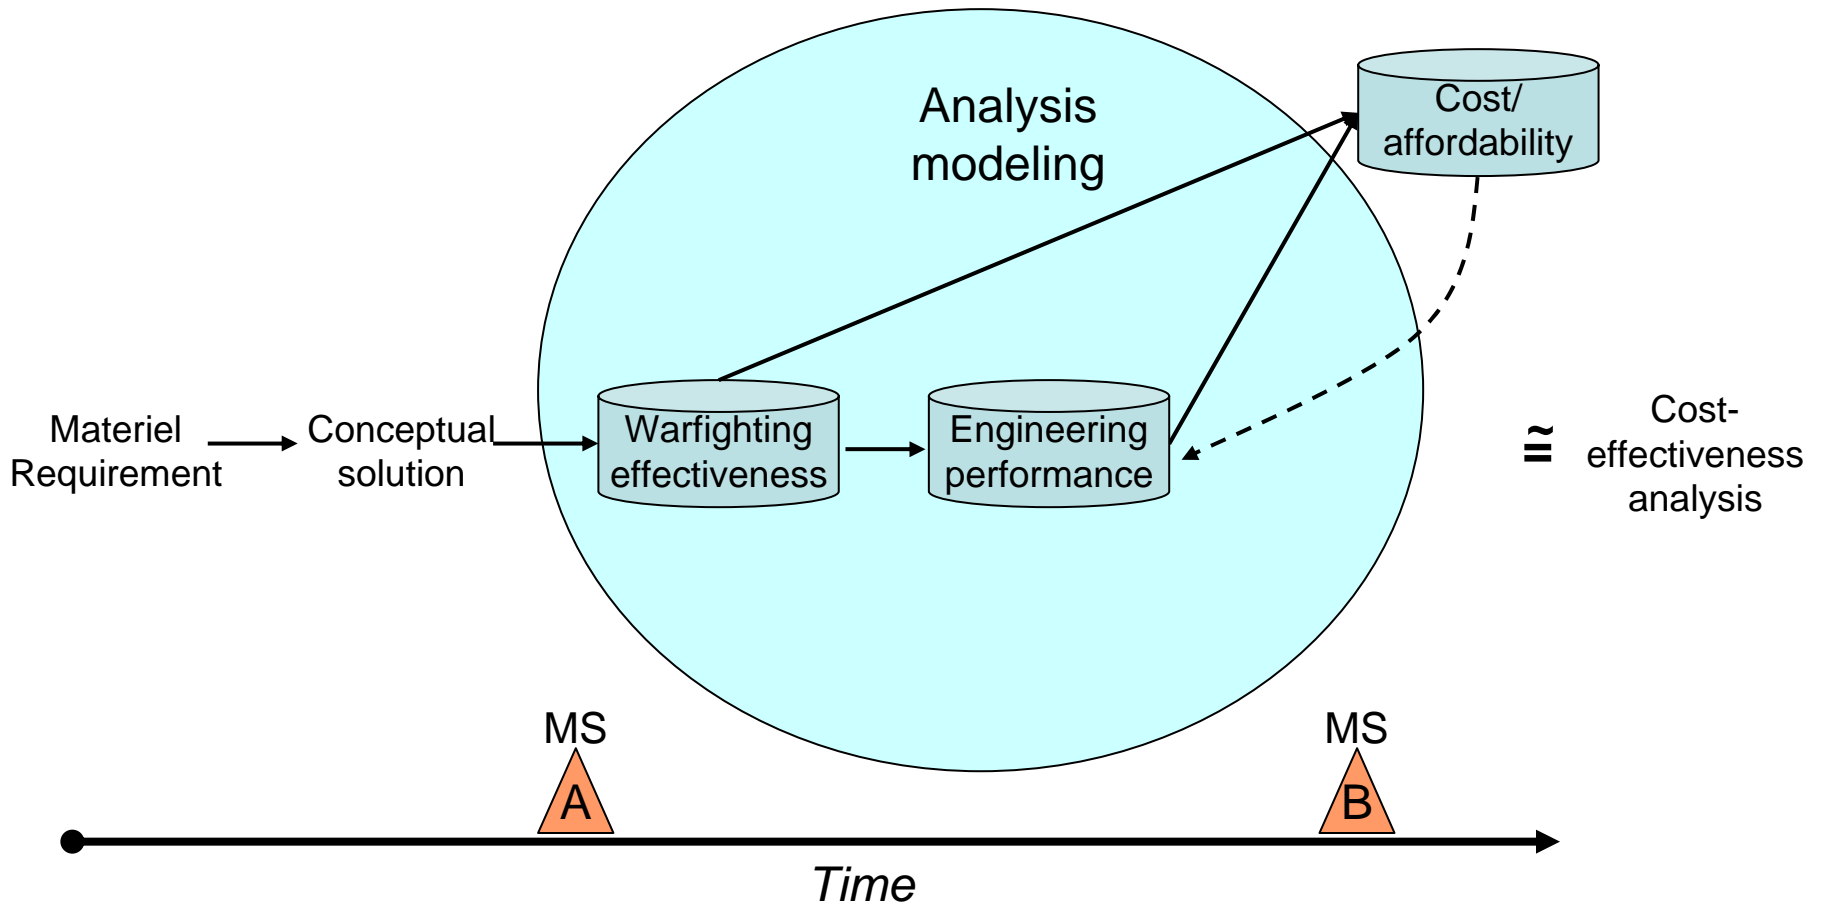 Analysis
modeling
Cost/
affordability
Materiel
Requirement
Conceptual
solution
Warfighting
effectiveness
Engineering
performance
≅
Cost-
effectiveness
analysis
MS
A
MS
B
Time